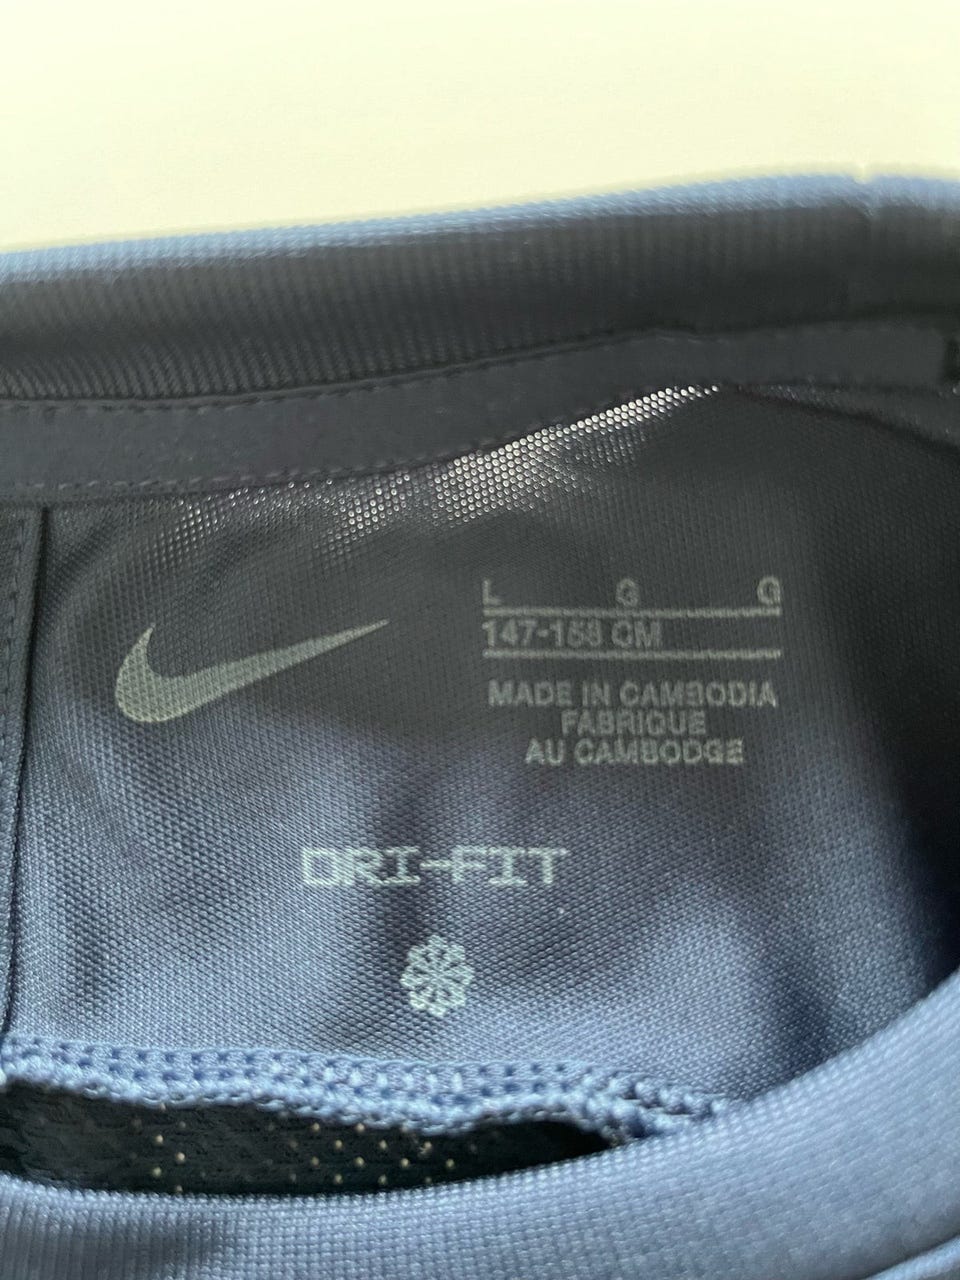 L G G
147-158 CM
MADE IN CAMBODIA
FABRIQUE
AU CAMBODGE
DRI-FIT